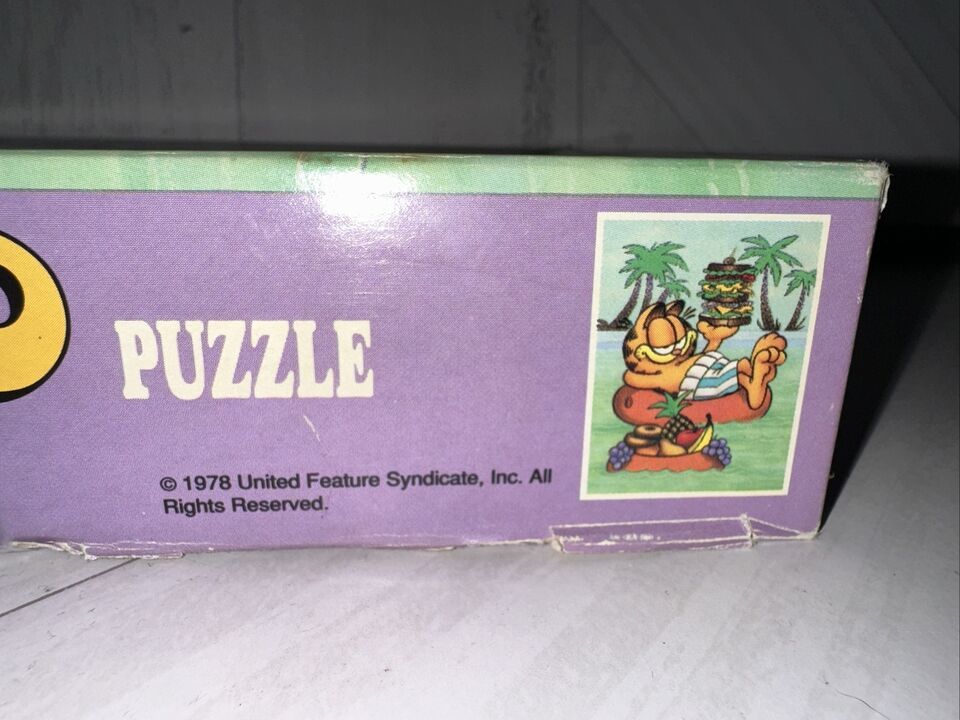 PUZZLE
© 1978 United Feature Syndicate, Inc. All
Rights Reserved.